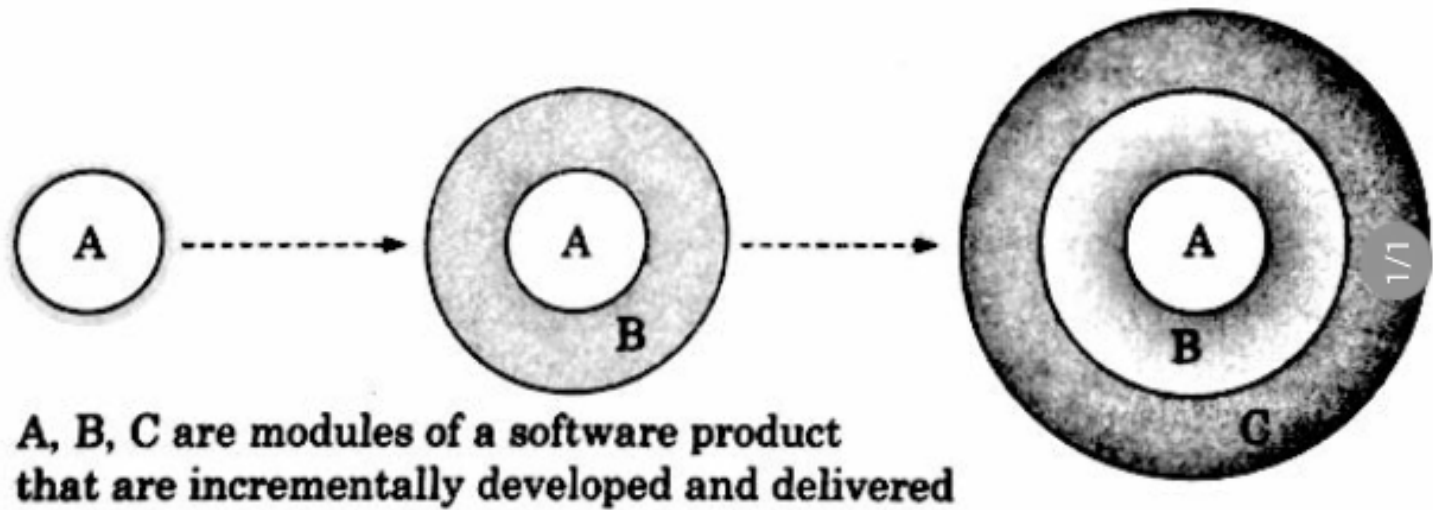 A
A
B
A
B
C
1/1
A, B, C are modules of a software product
that are incrementally developed and delivered